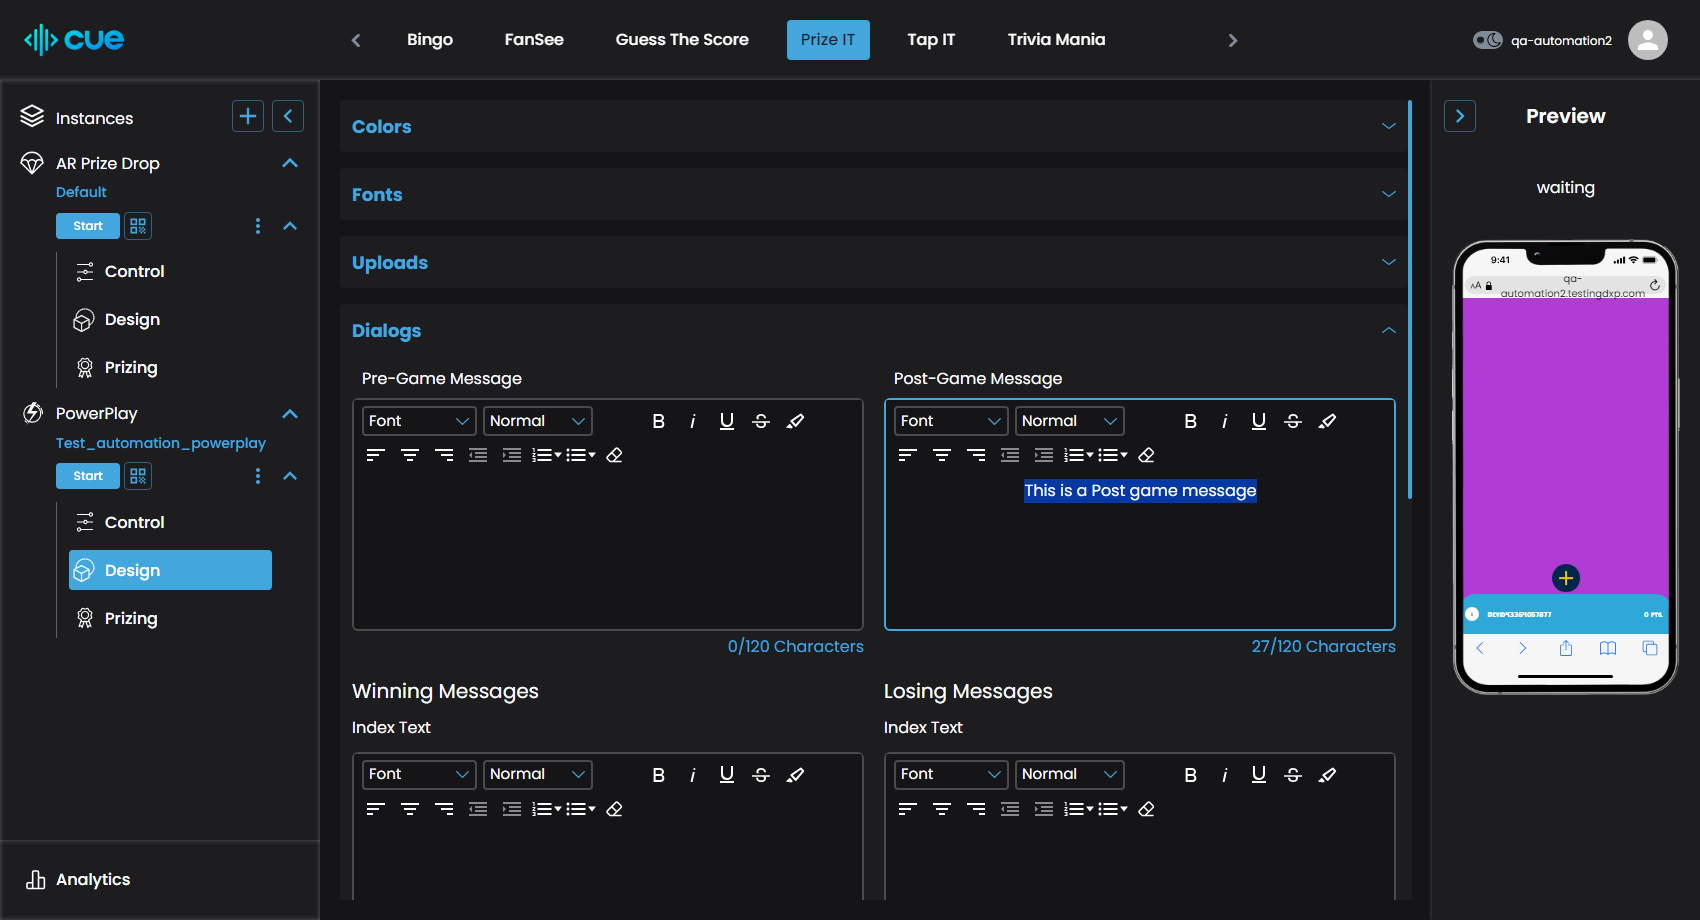 cue
Bingo
FanSee
Guess The Score
Prize IT
Tap IT
Trivia Mania
qa-automation2
Instances
AR Prize Drop
Default
Start
Control
Design
Prizing
PowerPlay
Test_automation_powerplay
Start
Control
Design
Prizing
Analytics
Colors
Fonts
Uploads
Dialogs
Pre-Game Message
Font
Normal
B i U S
0/120 Characters
Post-Game Message
Font
Normal
B i U S
This is a Post game message
27/120 Characters
Winning Messages
Index Text
Font
Normal
B i U S
Losing Messages
Index Text
Font
Normal
B i U S
Preview
waiting
9:41
AA
qa-
automation2.testingdxp.com
0 PTS.